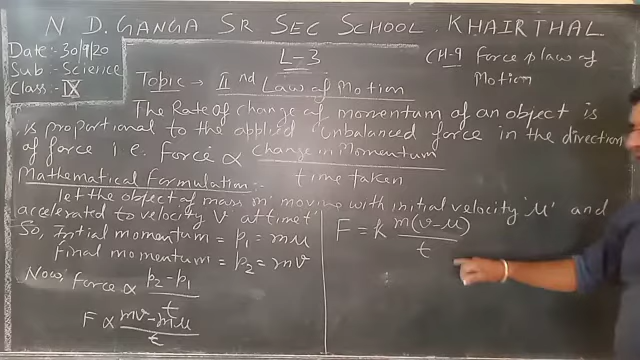 N D. GANGA SR SEC SCHOOL. KHAIRTHAL
Date:- 30/9/20
Sub:- Science
Class:- IX
L-3
CH-9 Force & law of
Motion
Topic → II nd Law of Motion
The Rate of change of momentum of an object is
is proportional to the applied unbalanced force in the direction
of force i.e. Force ∝ Change in Momentum / time taken
Mathematical Formulation:-
let the object of mass 'm' moving with initial velocity 'u' and
accelerated to velocity 'v' at time 't'
So, Intial momentum = p₁ = mu
Final momentum = p₂ = mv
Now, Force ∝ p₂ - p₁ / t
F ∝ mv - mu / t
F = k m(v-u) / t